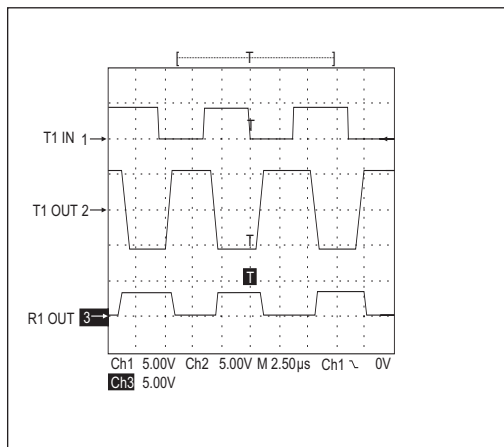 T
T1 IN 1
T
T1 OUT 2
T
T
R1 OUT 3
Ch1 5.00V Ch2 5.00V M 2.50µs Ch1 0V
Ch3 5.00V